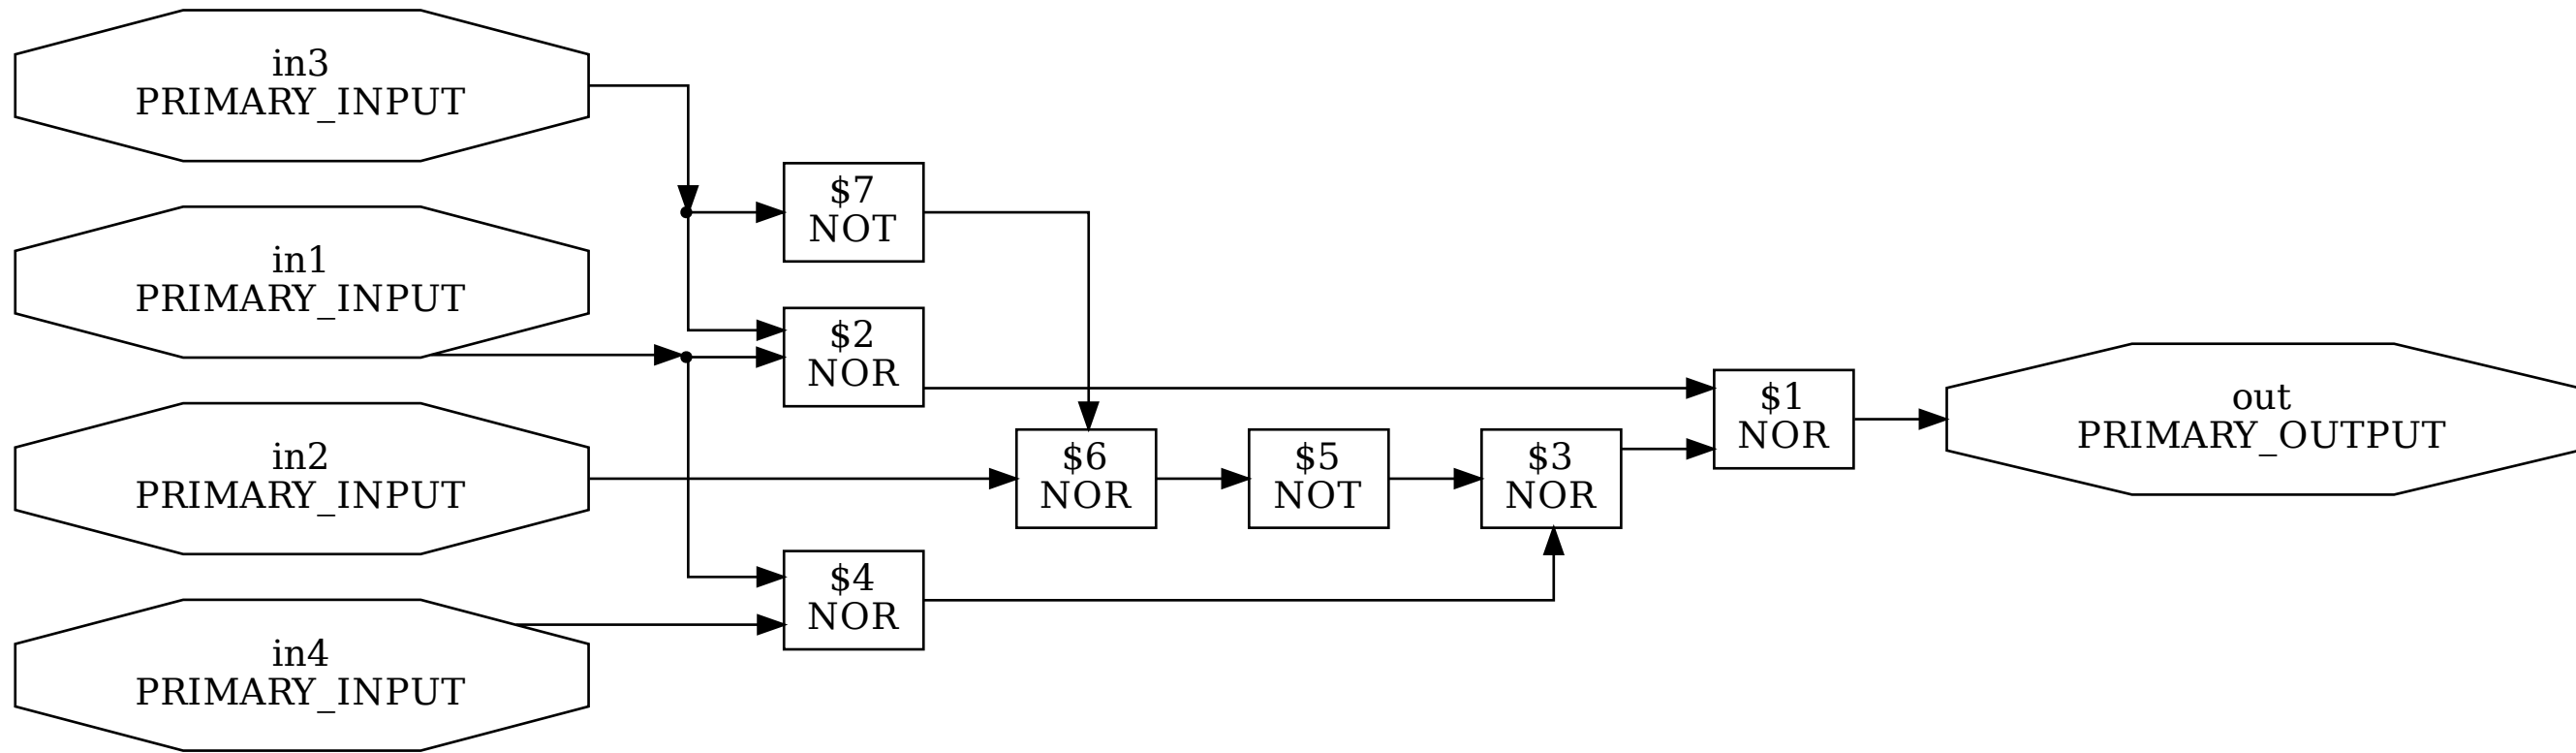 in3
PRIMARY_INPUT
in1
PRIMARY_INPUT
in2
PRIMARY_INPUT
in4
PRIMARY_INPUT
$7
NOT
$2
NOR
$4
NOR
$6
NOR
$5
NOT
$3
NOR
$1
NOR
out
PRIMARY_OUTPUT